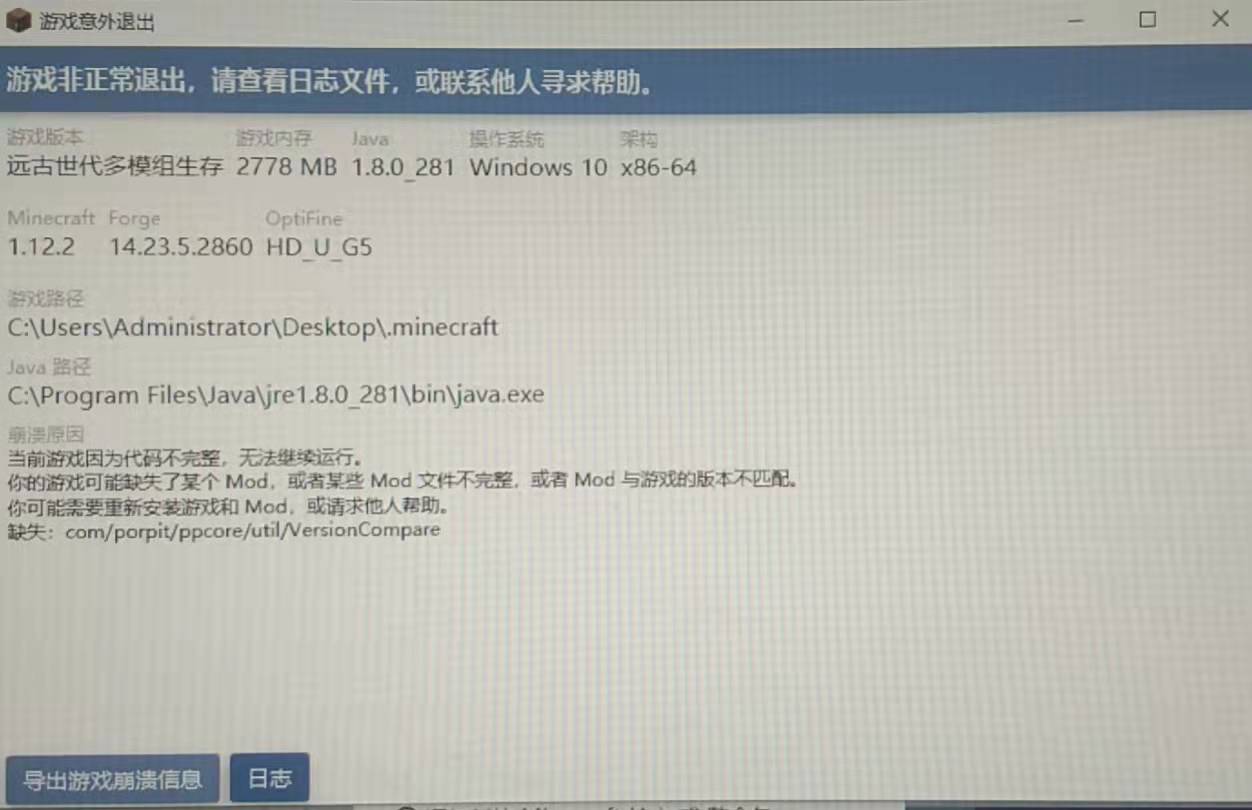 游戏意外退出
游戏非正常退出，请查看日志文件，或联系他人寻求帮助。
游戏版本 游戏内存 Java 操作系统 架构
远古世代多模组生存 2778 MB 1.8.0_281 Windows 10 x86-64
Minecraft Forge OptiFine
1.12.2 14.23.5.2860 HD_U_G5
游戏路径
C:\Users\Administrator\Desktop\.minecraft
Java 路径
C:\Program Files\Java\jre1.8.0_281\bin\java.exe
崩溃原因
当前游戏因为代码不完整，无法继续运行。
你的游戏可能缺失了某个 Mod，或者某些 Mod 文件不完整，或者 Mod 与游戏的版本不匹配。
你可能需要重新安装游戏和 Mod，或请求他人帮助。
缺失：com/porpit/ppcore/util/VersionCompare
导出游戏崩溃信息 日志